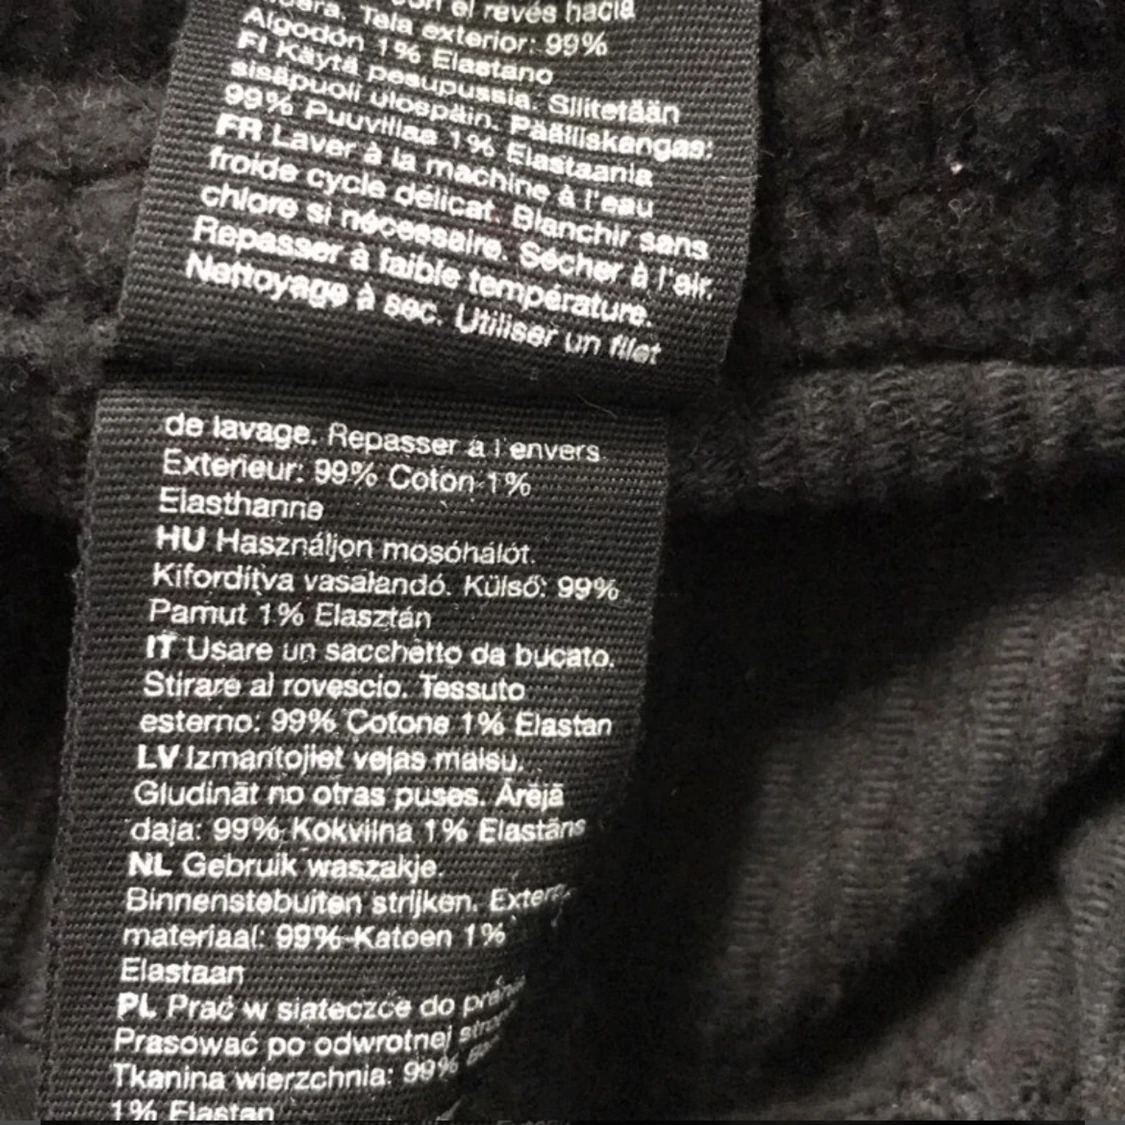 el revés hacia
Tela exterior: 99%
Algodón 1% Elastano
FI Käytä pesupussia. Silitetään
sisäpuoli ulospäin. Päälliskangas:
99% Puuvillaa 1% Elastaania
FR Laver à la machine à l'eau
froide cycle délicat. Blanchir sans
chlore si nécessaire. Sécher à l'air.
Repasser à faible température.
Nettoyage à sec. Utiliser un filet
de lavage. Repasser à l'envers.
Extérieur: 99% Coton 1%
Elasthanne
HU Használjon mosóhálót.
Kifordítva vasalandó. Külső: 99%
Pamut 1% Elasztán
IT Usare un sacchetto da bucato.
Stirare al rovescio. Tessuto
esterno: 99% Cotone 1% Elastan
LV Izmantojiet veļas maisu.
Gludināt no otras puses. Ārējā
daļa: 99% Kokvilna 1% Elastāns
NL Gebruik waszakje.
Binnenstebuiten strijken.
materiaal: 99% Katoen 1%
Elastaan
PL Prać w siateczce do
Prasować po odwrotnej
Tkanina wierzchnia: 99%
1% Elastan